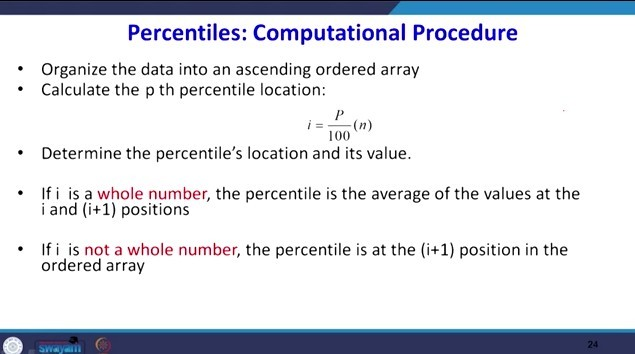 Percentiles: Computational Procedure
• Organize the data into an ascending ordered array
• Calculate the p th percentile location:
i = P/100 (n)
• Determine the percentile's location and its value.
• If i is a whole number, the percentile is the average of the values at the
i and (i+1) positions
• If i is not a whole number, the percentile is at the (i+1) position in the
ordered array
swayam
24